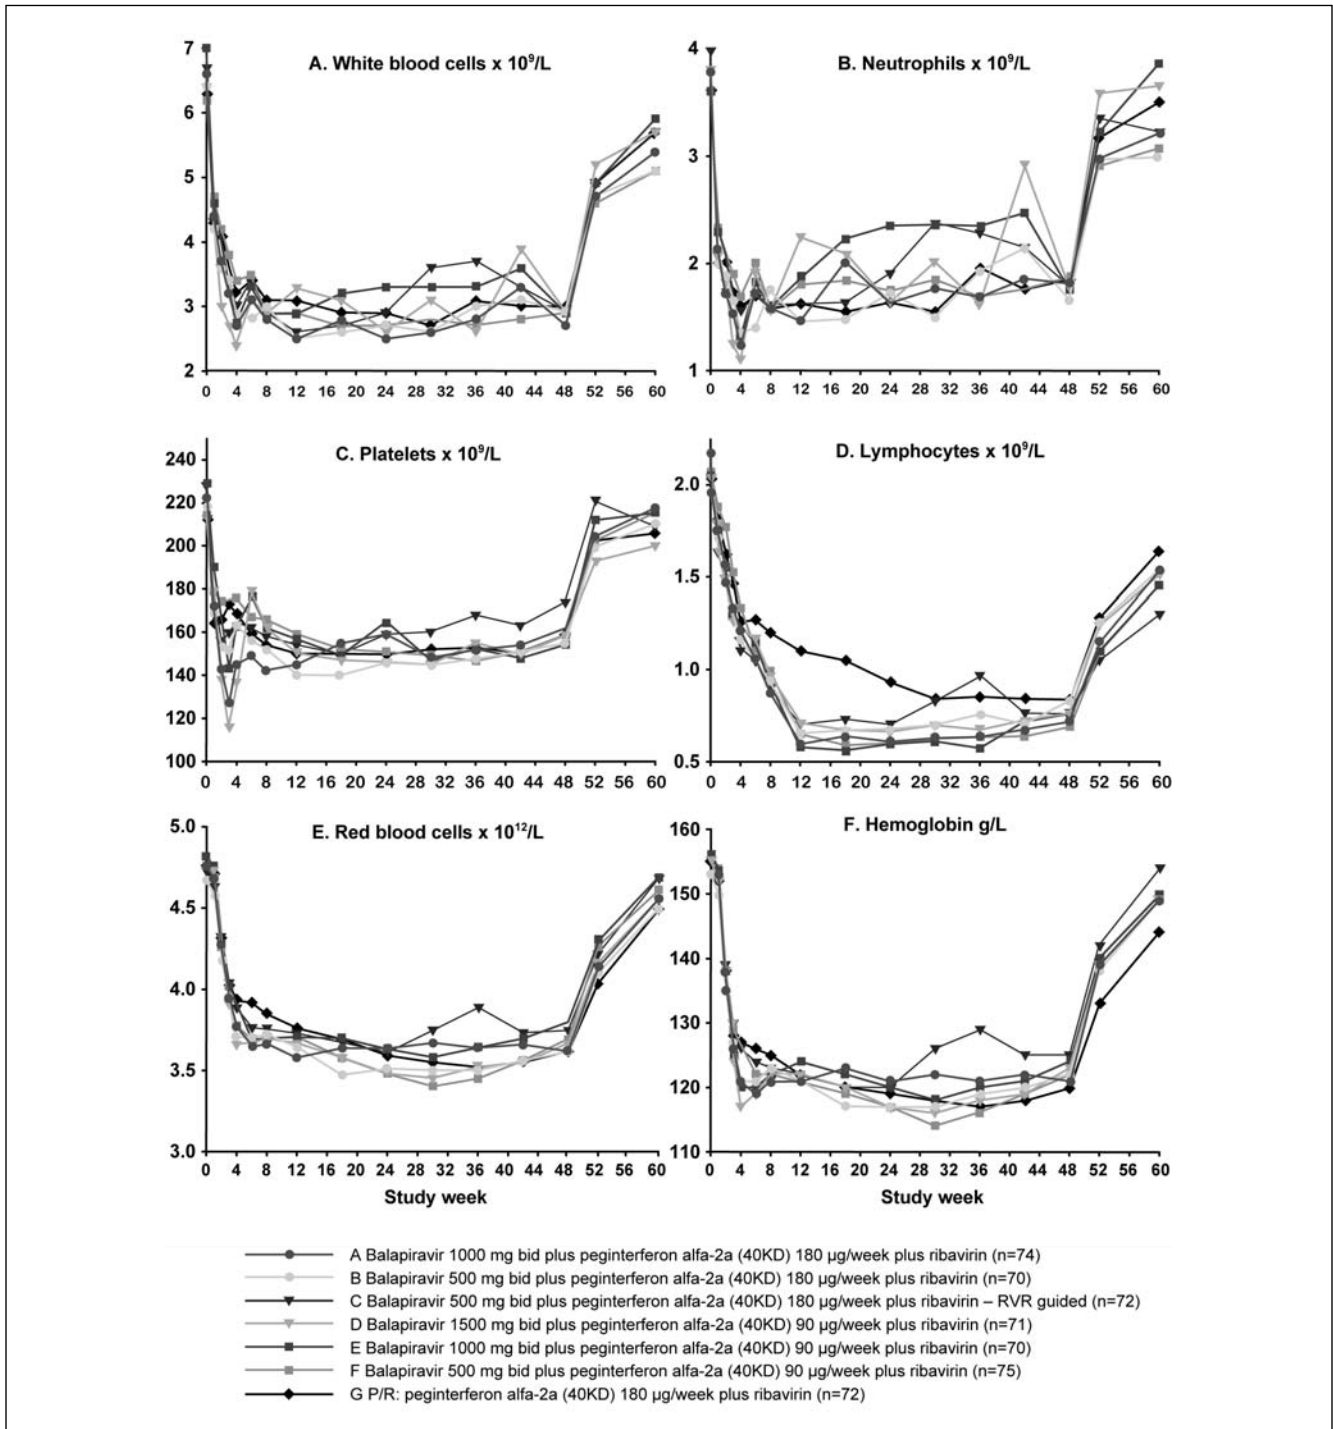 A. White blood cells x 10⁹/L
7
6
5
4
3
2
0 4 8 12 16 20 24 28 32 36 40 44 48 52 56 60
B. Neutrophils x 10⁹/L
4
3
2
1
0 4 8 12 16 20 24 28 32 36 40 44 48 52 56 60
C. Platelets x 10⁹/L
240
220
200
180
160
140
120
100
0 4 8 12 16 20 24 28 32 36 40 44 48 52 56 60
D. Lymphocytes x 10⁹/L
2.0
1.5
1.0
0.5
0 4 8 12 16 20 24 28 32 36 40 44 48 52 56 60
E. Red blood cells x 10¹²/L
5.0
4.5
4.0
3.5
3.0
0 4 8 12 16 20 24 28 32 36 40 44 48 52 56 60
Study week
F. Hemoglobin g/L
160
150
140
130
120
110
0 4 8 12 16 20 24 28 32 36 40 44 48 52 56 60
Study week
A Balapiravir 1000 mg bid plus peginterferon alfa-2a (40KD) 180 µg/week plus ribavirin (n=74)
B Balapiravir 500 mg bid plus peginterferon alfa-2a (40KD) 180 µg/week plus ribavirin (n=70)
C Balapiravir 500 mg bid plus peginterferon alfa-2a (40KD) 180 µg/week plus ribavirin – RVR guided (n=72)
D Balapiravir 1500 mg bid plus peginterferon alfa-2a (40KD) 90 µg/week plus ribavirin (n=71)
E Balapiravir 1000 mg bid plus peginterferon alfa-2a (40KD) 90 µg/week plus ribavirin (n=70)
F Balapiravir 500 mg bid plus peginterferon alfa-2a (40KD) 90 µg/week plus ribavirin (n=75)
G P/R: peginterferon alfa-2a (40KD) 180 µg/week plus ribavirin (n=72)